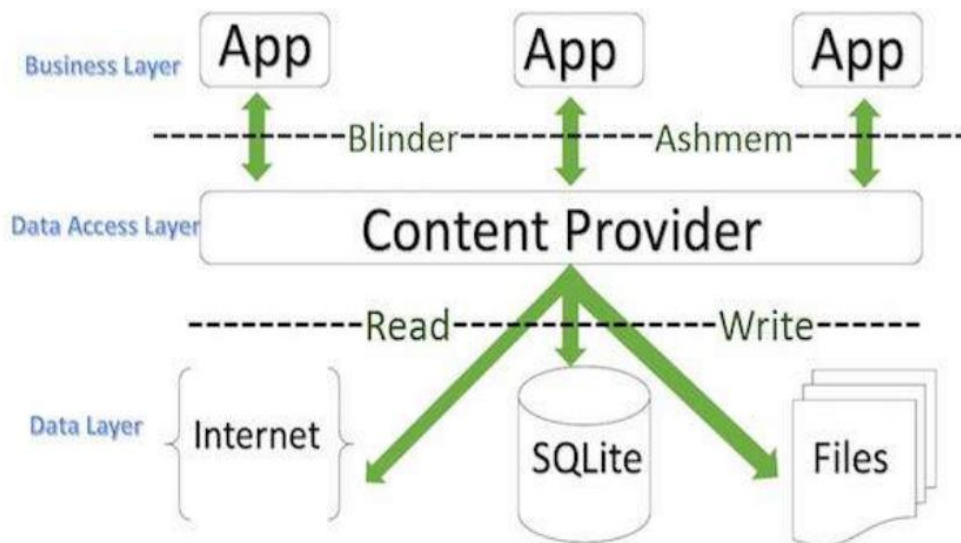 Business Layer App App App
Blinder Ashmem
Data Access Layer Content Provider
Read Write
Data Layer Internet SQLite Files